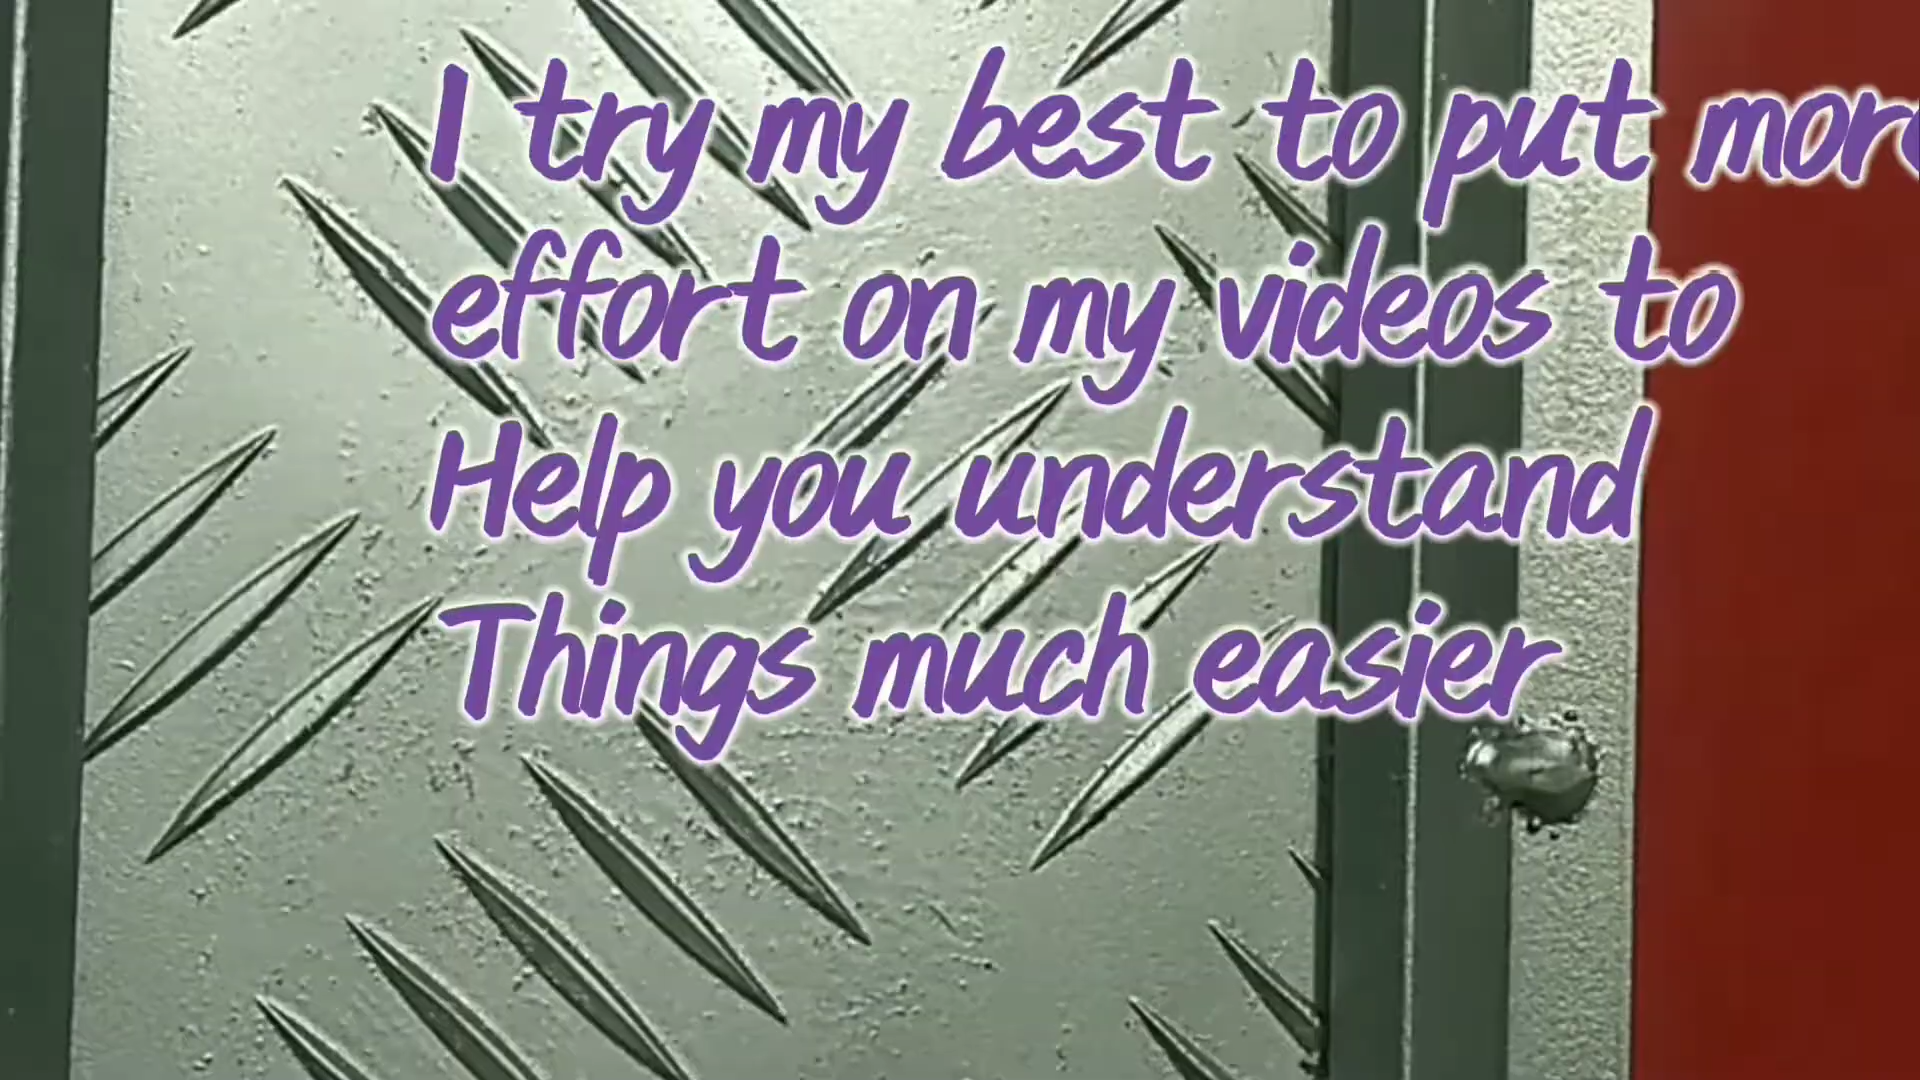 I try my best to put more
effort on my videos to
Help you understand
Things much easier